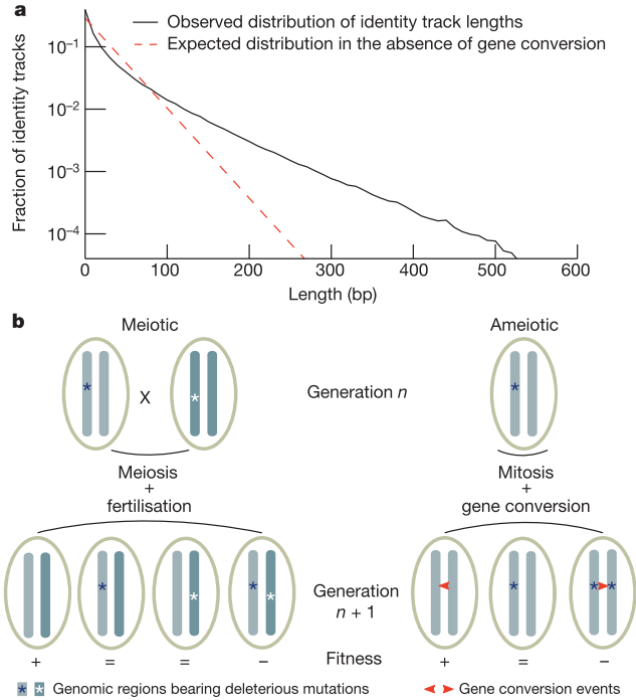 a
Observed distribution of identity track lengths
Expected distribution in the absence of gene conversion
Fraction of identity tracks
10⁻¹
10⁻²
10⁻³
10⁻⁴
0 100 200 300 400 500 600
Length (bp)
b
Meiotic
Ameiotic
* X * Generation n *
Meiosis
+
fertilisation
Mitosis
+
gene conversion
* * * * Generation * * *
n + 1
+ = = – Fitness + = –
* * Genomic regions bearing deleterious mutations
Gene conversion events